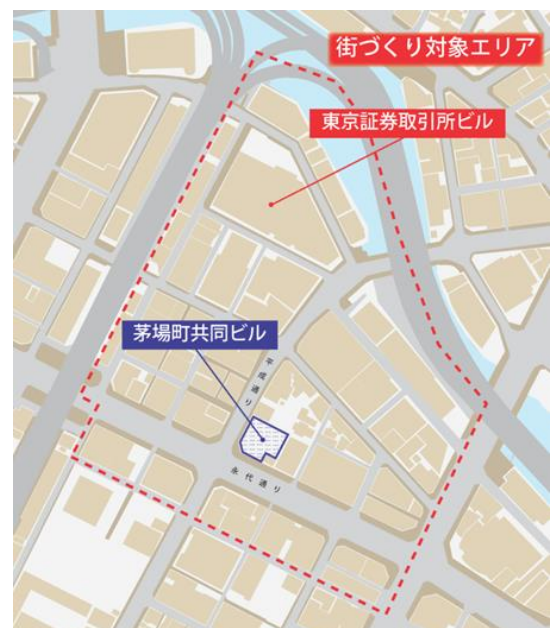 街づくり対象エリア
東京証券取引所ビル
茅場町共同ビル
平成通り
永代通り